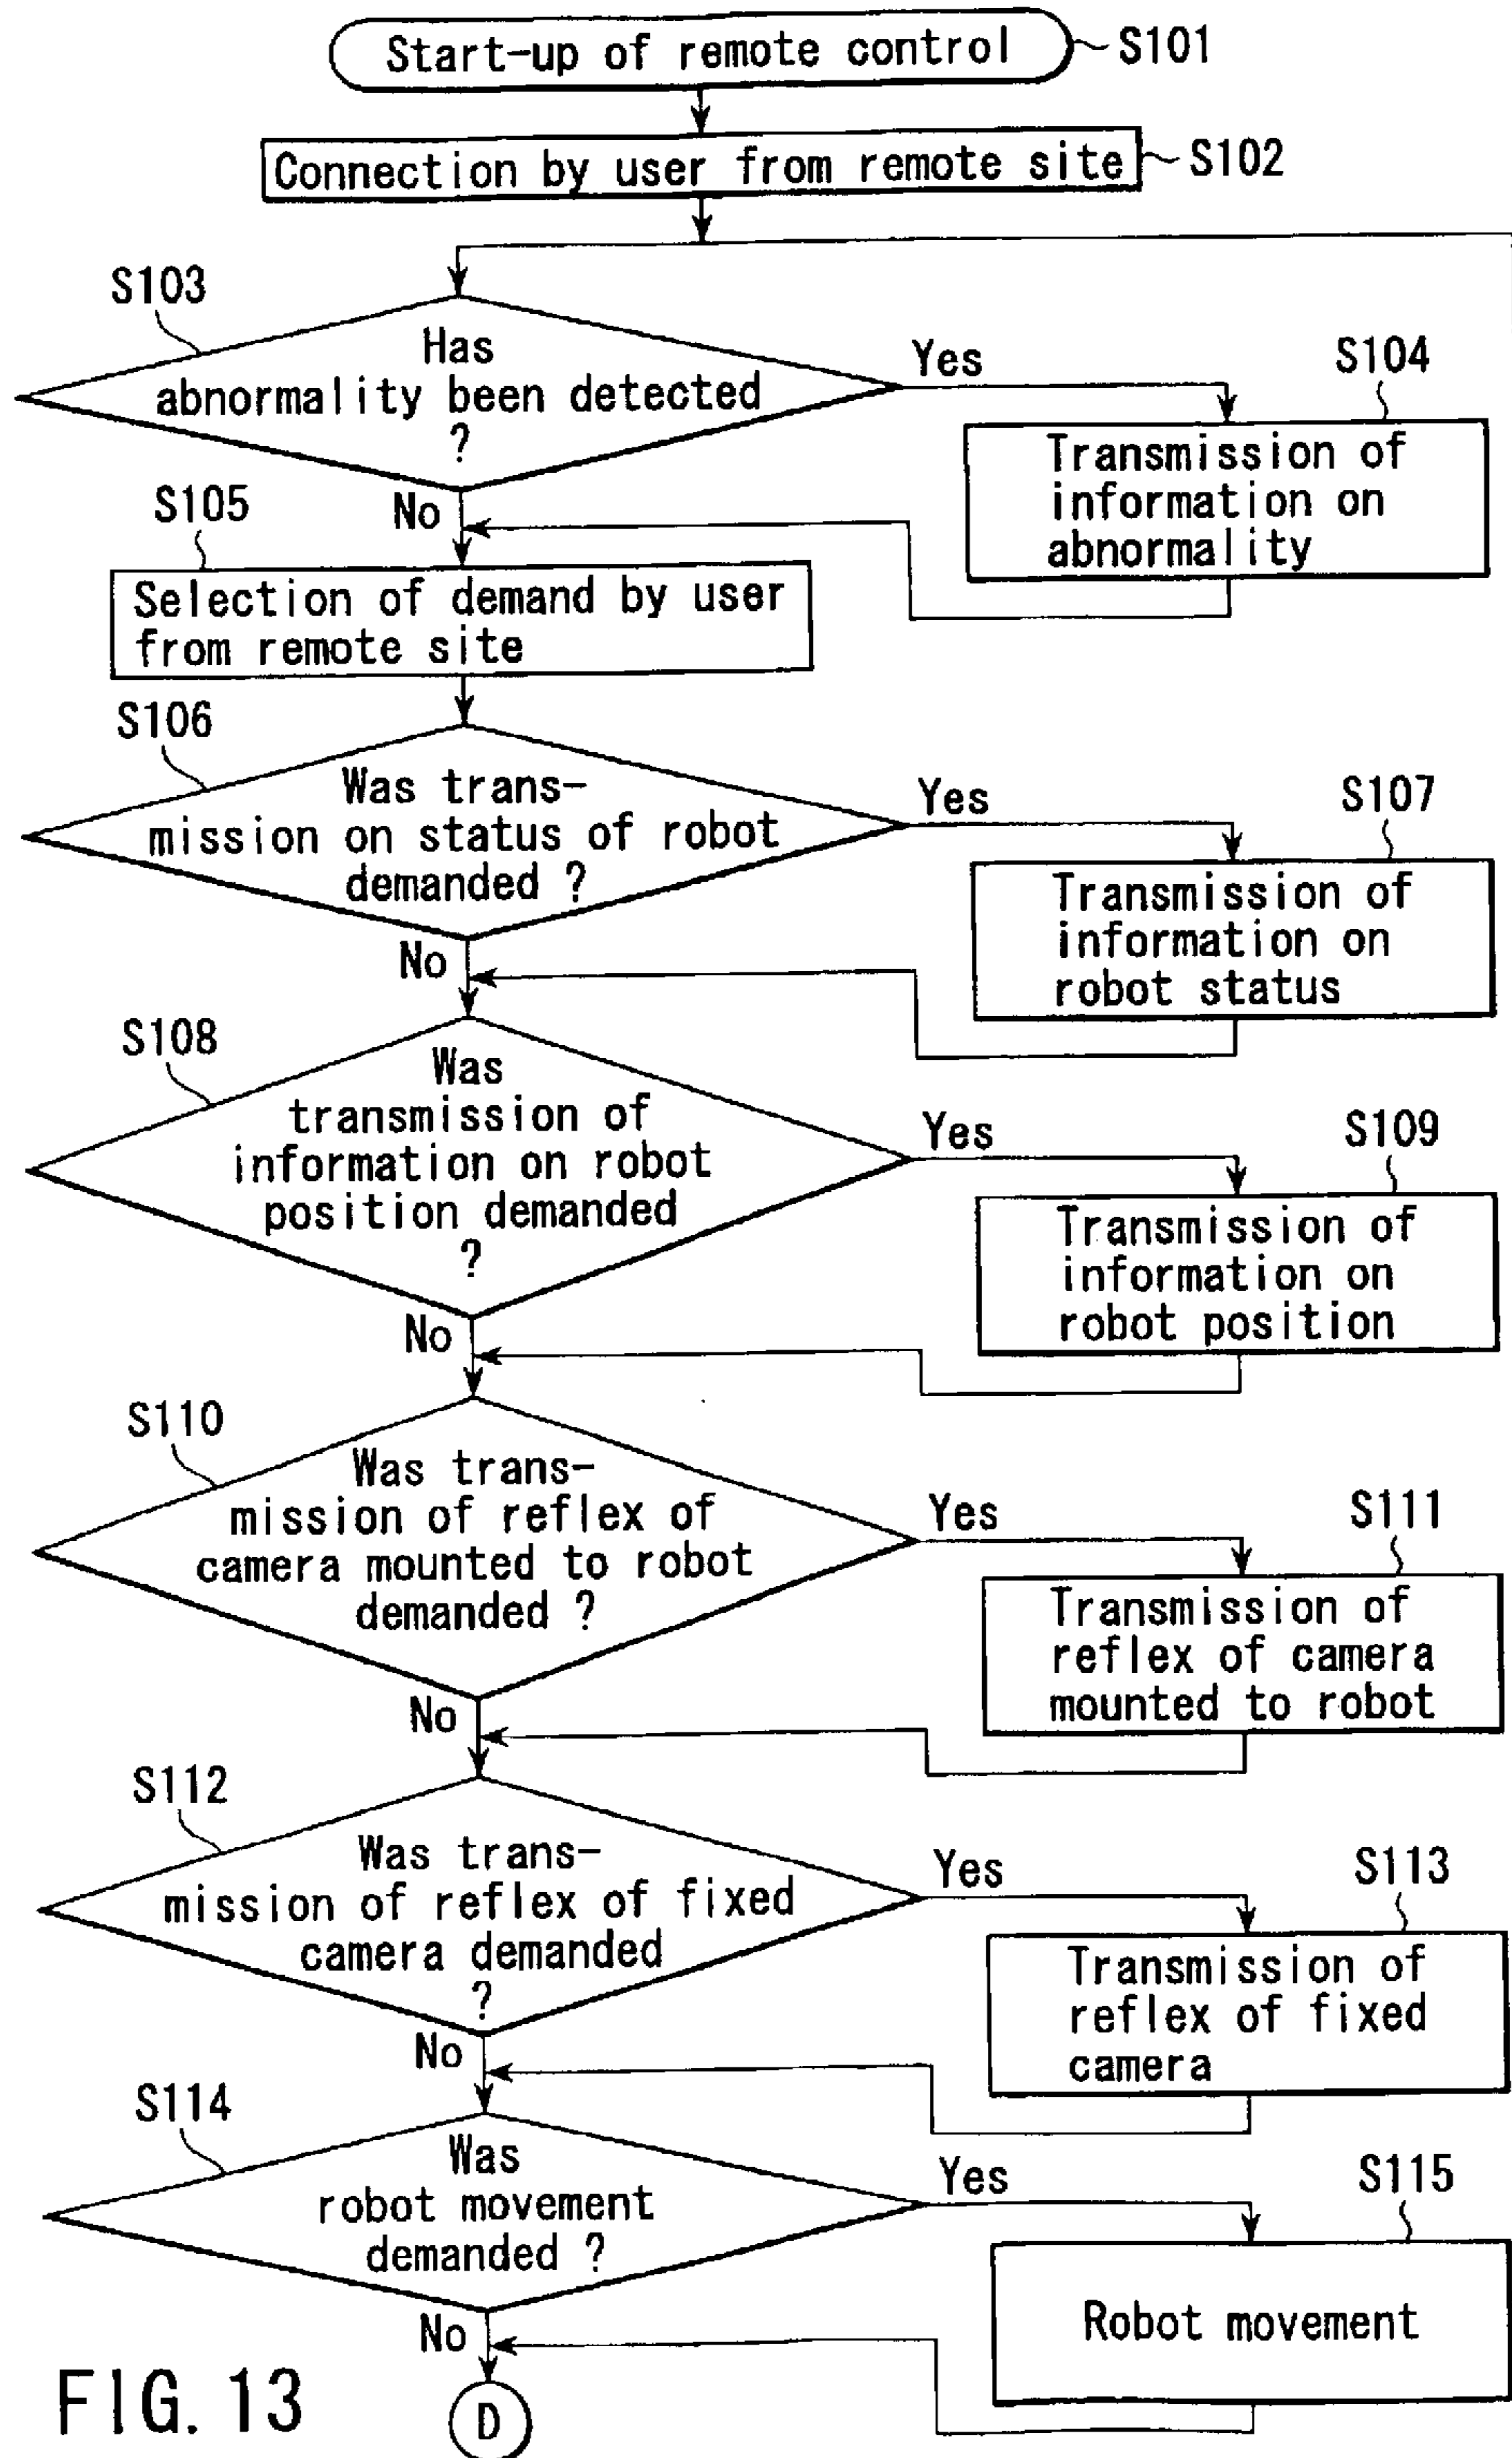 Start-up of remote control
S101
Connection by user from remote site
S102
S103
Has
abnormality been detected
?
Yes
S104
Transmission of
information on
abnormality
No
S105
Selection of demand by user
from remote site
S106
Was trans-
mission on status of robot
demanded ?
Yes
S107
Transmission of
information on
robot status
No
S108
Was
transmission of
information on robot
position demanded
?
Yes
S109
Transmission of
information on
robot position
No
S110
Was trans-
mission of reflex of
camera mounted to robot
demanded ?
Yes
S111
Transmission of
reflex of camera
mounted to robot
No
S112
Was trans-
mission of reflex of fixed
camera demanded
?
Yes
S113
Transmission of
reflex of fixed
camera
No
S114
Was
robot movement
demanded ?
Yes
S115
Robot movement
No
D
FIG. 13